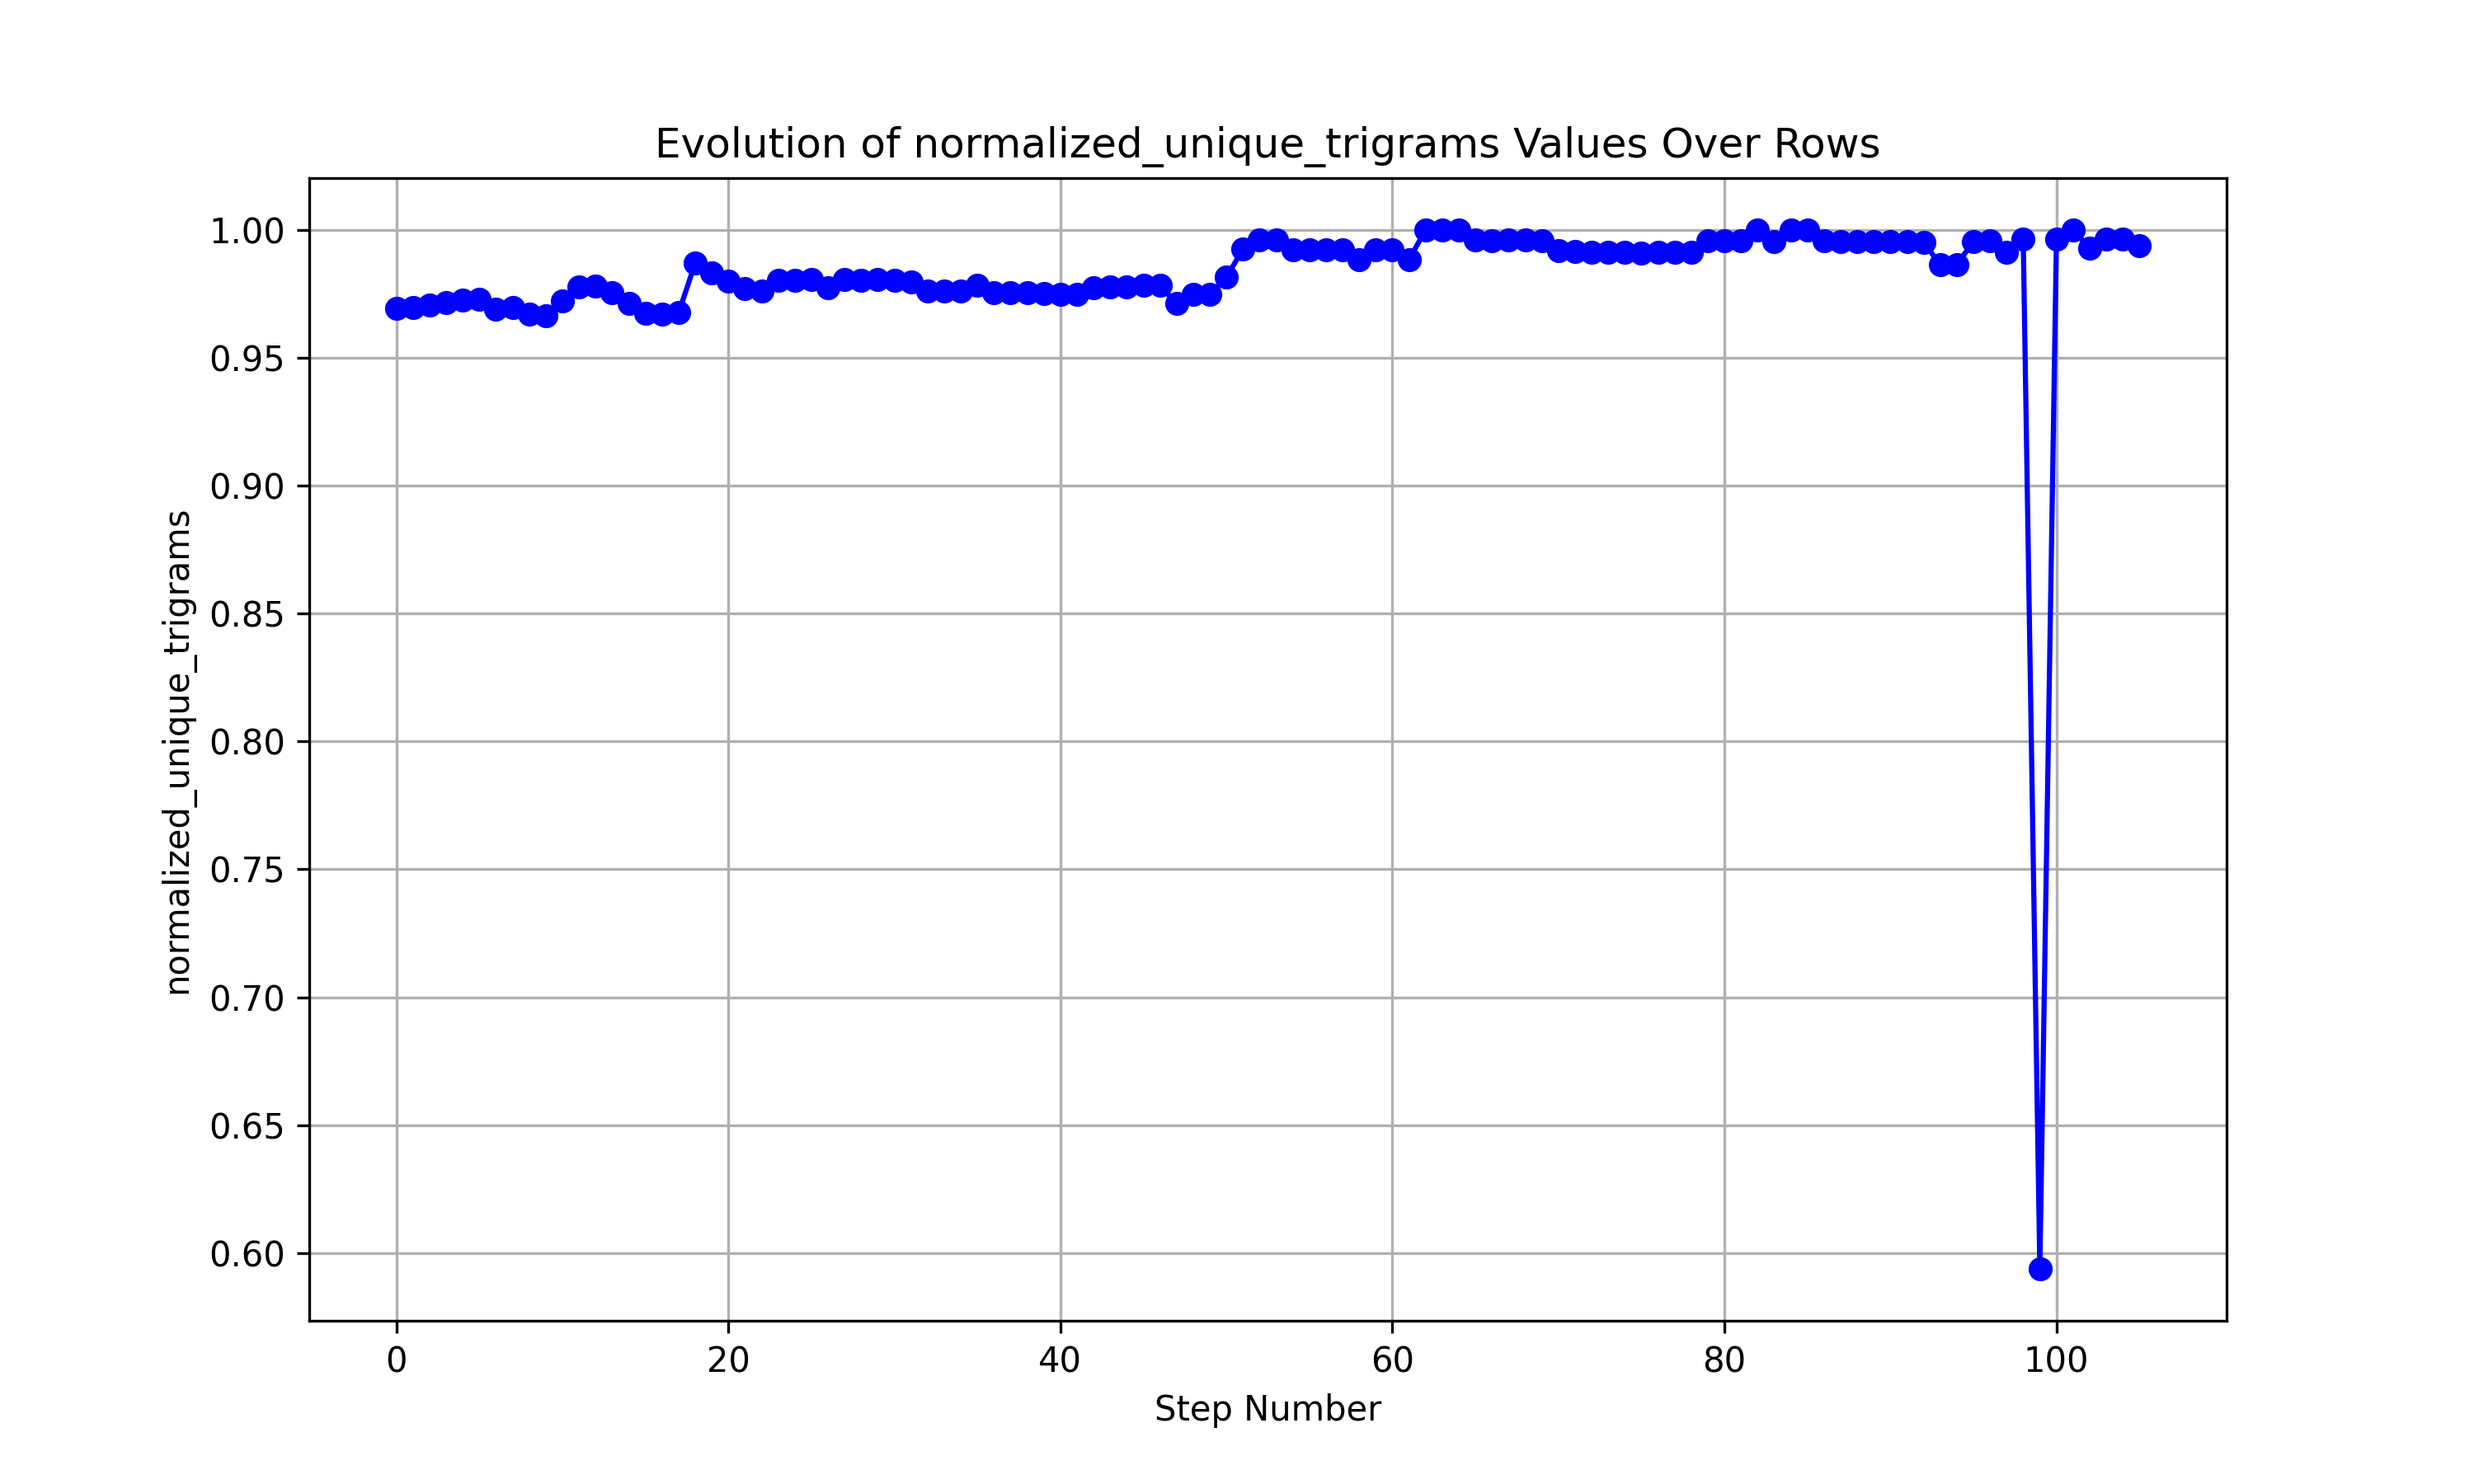 Evolution of normalized_unique_trigrams Values Over Rows
normalized_unique_trigrams
1.00
0.95
0.90
0.85
0.80
0.75
0.70
0.65
0.60
0 20 40 60 80 100
Step Number